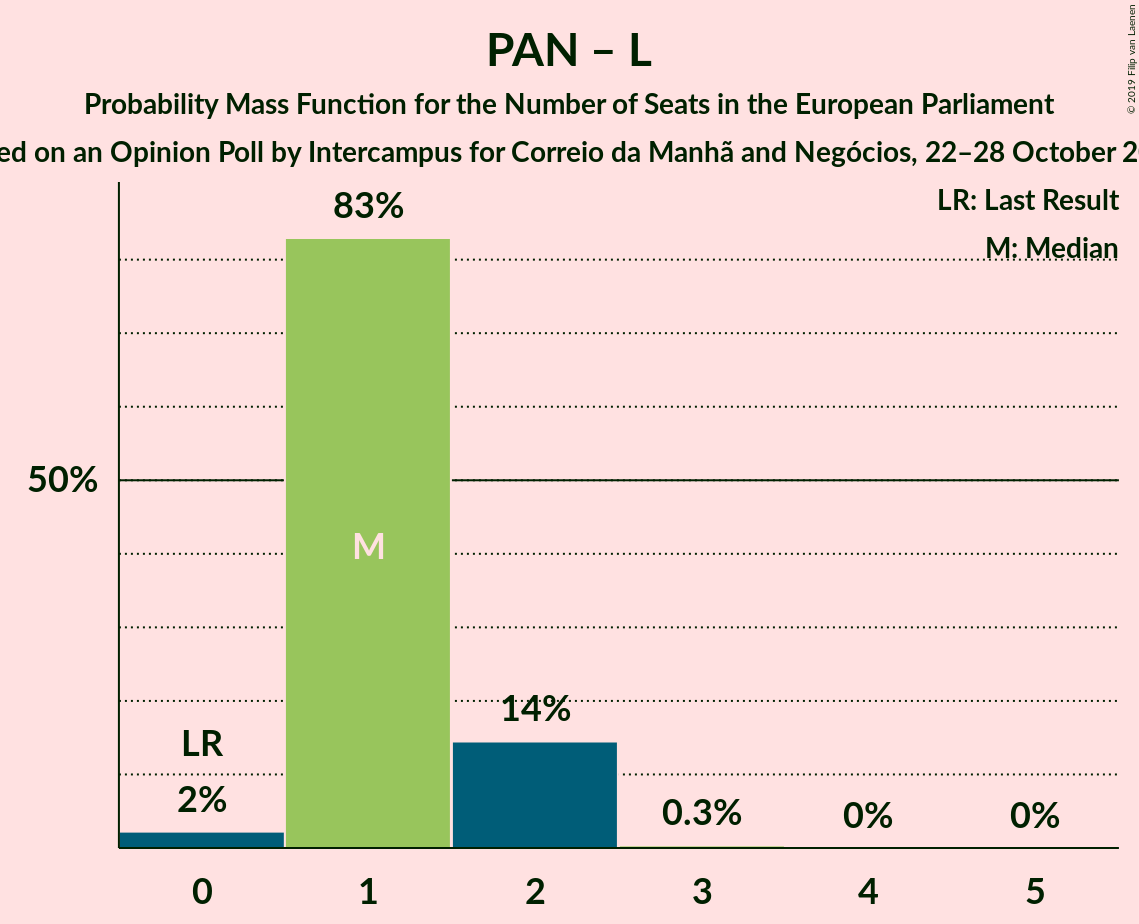 PAN – L
Probability Mass Function for the Number of Seats in the European Parliament
ed on an Opinion Poll by Intercampus for Correio da Manhã and Negócios, 22–28 October 2
© 2019 Filip van Laenen
LR: Last Result
M: Median
83%
50%
M
14%
LR
2%
0.3%
0%
0%
0
1
2
3
4
5